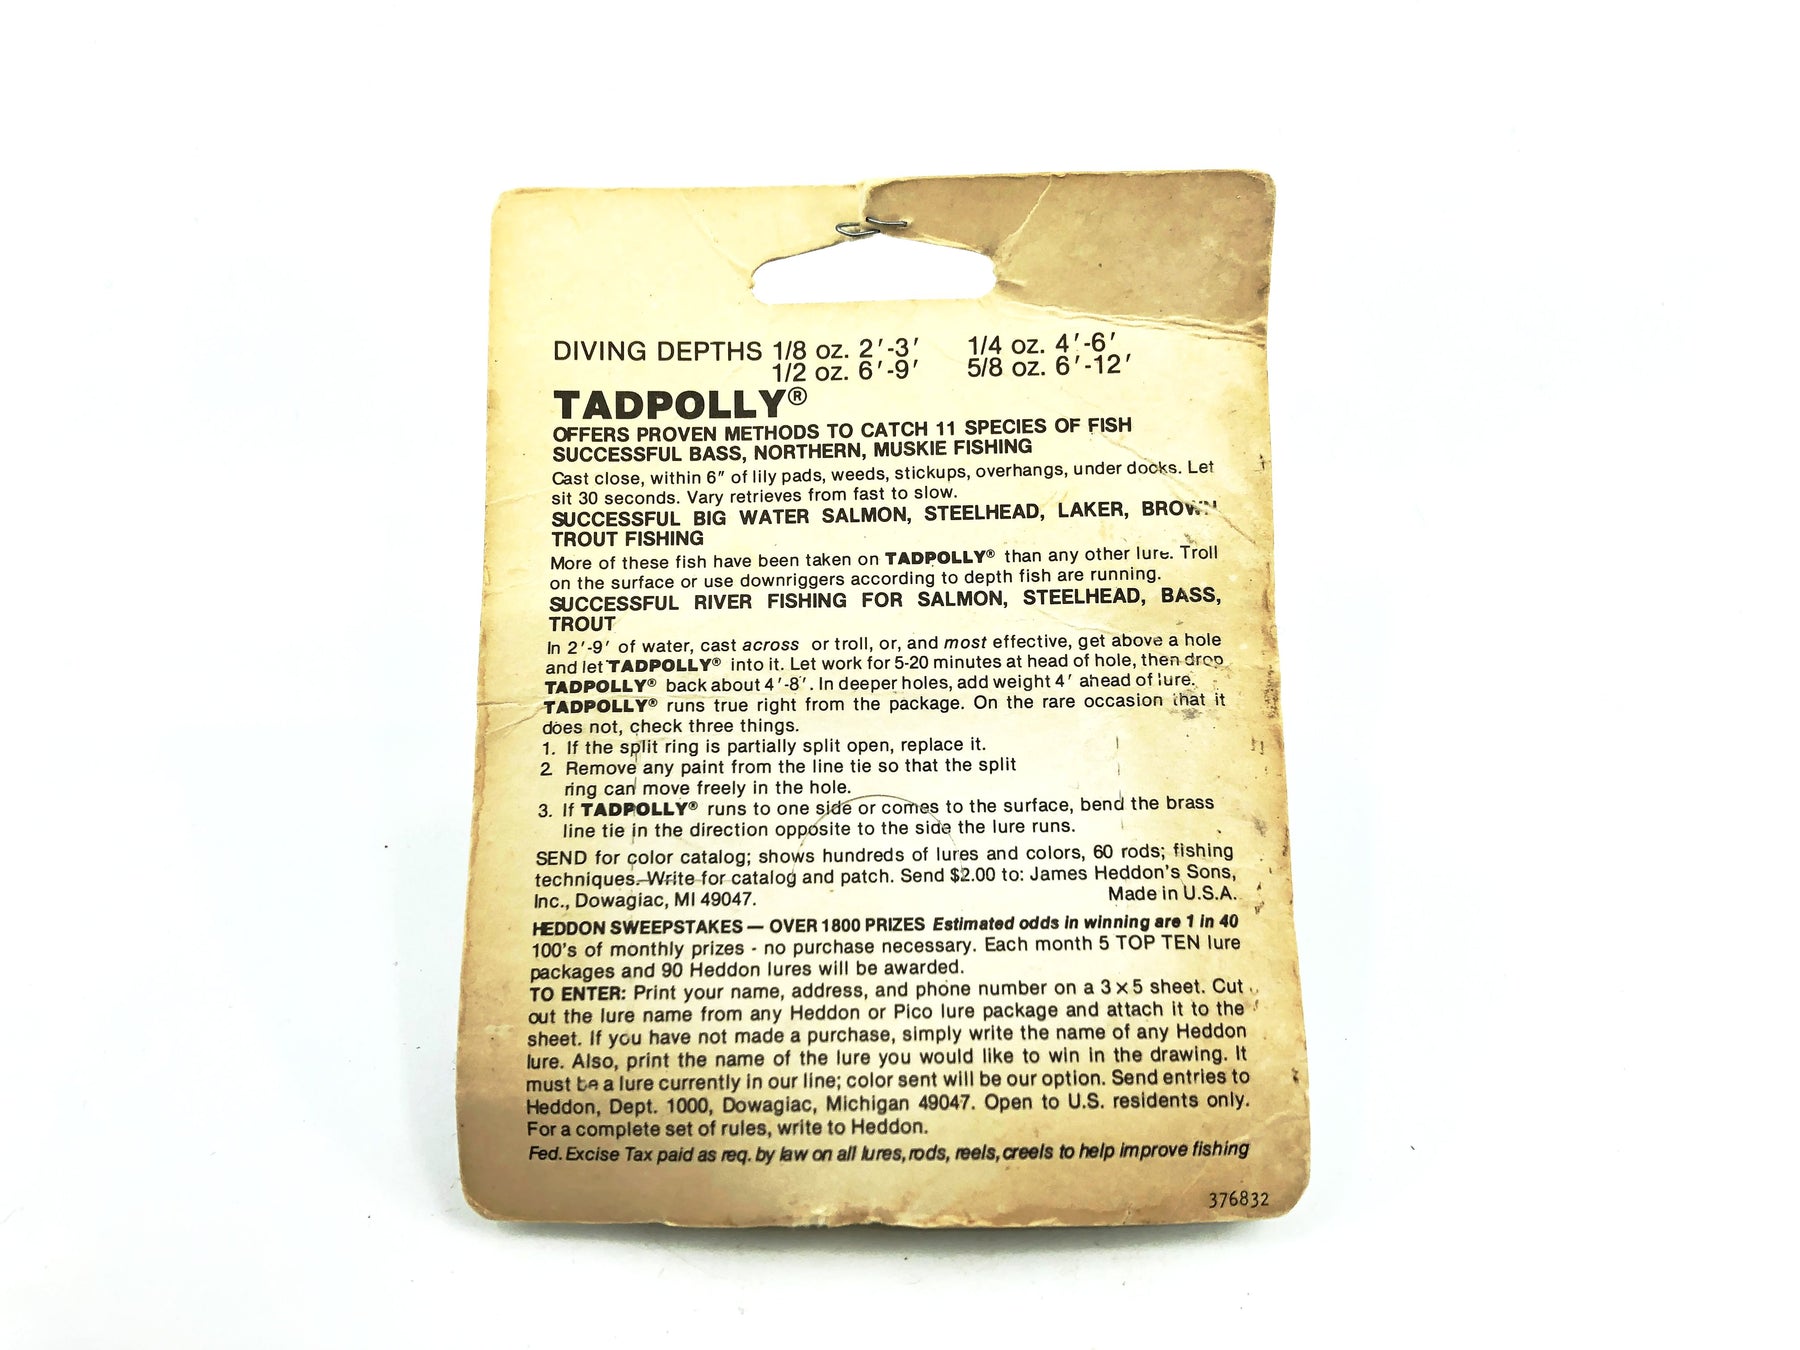 DIVING DEPTHS 1/8 oz. 2'-3' 1/4 oz. 4'-6'
1/2 oz. 6'-9' 5/8 oz. 6'-12'
TADPOLLY®
OFFERS PROVEN METHODS TO CATCH 11 SPECIES OF FISH
SUCCESSFUL BASS, NORTHERN, MUSKIE FISHING
Cast close, within 6" of lily pads, weeds, stickups, overhangs, under docks. Let
sit 30 seconds. Vary retrieves from fast to slow.
SUCCESSFUL BIG WATER SALMON, STEELHEAD, LAKER, BROWN
TROUT FISHING
More of these fish have been taken on TADPOLLY® than any other lure. Troll
on the surface or use downriggers according to depth fish are running.
SUCCESSFUL RIVER FISHING FOR SALMON, STEELHEAD, BASS,
TROUT
In 2'-9' of water, cast across or troll, or, and most effective, get above a hole
and let TADPOLLY® into it. Let work for 5-20 minutes at head of hole, then drop
TADPOLLY® back about 4'-8'. In deeper holes, add weight 4' ahead of lure.
TADPOLLY® runs true right from the package. On the rare occasion that it
does not, check three things.
1. If the split ring is partially split open, replace it.
2. Remove any paint from the line tie so that the split
ring can move freely in the hole.
3. If TADPOLLY® runs to one side or comes to the surface, bend the brass
line tie in the direction opposite to the side the lure runs.
SEND for color catalog; shows hundreds of lures and colors, 60 rods; fishing
techniques. Write for catalog and patch. Send $2.00 to: James Heddon's Sons,
Inc., Dowagiac, MI 49047. Made in U.S.A.
HEDDON SWEEPSTAKES — OVER 1800 PRIZES Estimated odds in winning are 1 in 40
100's of monthly prizes - no purchase necessary. Each month 5 TOP TEN lure
packages and 90 Heddon lures will be awarded.
TO ENTER: Print your name, address, and phone number on a 3 x 5 sheet. Cut
out the lure name from any Heddon or Pico lure package and attach it to the
sheet. If you have not made a purchase, simply write the name of any Heddon
lure. Also, print the name of the lure you would like to win in the drawing. It
must be a lure currently in our line; color sent will be our option. Send entries to
Heddon, Dept. 1000, Dowagiac, Michigan 49047. Open to U.S. residents only.
For a complete set of rules, write to Heddon.
Fed. Excise Tax paid as req. by law on all lures, rods, reels, creels to help improve fishing
376832